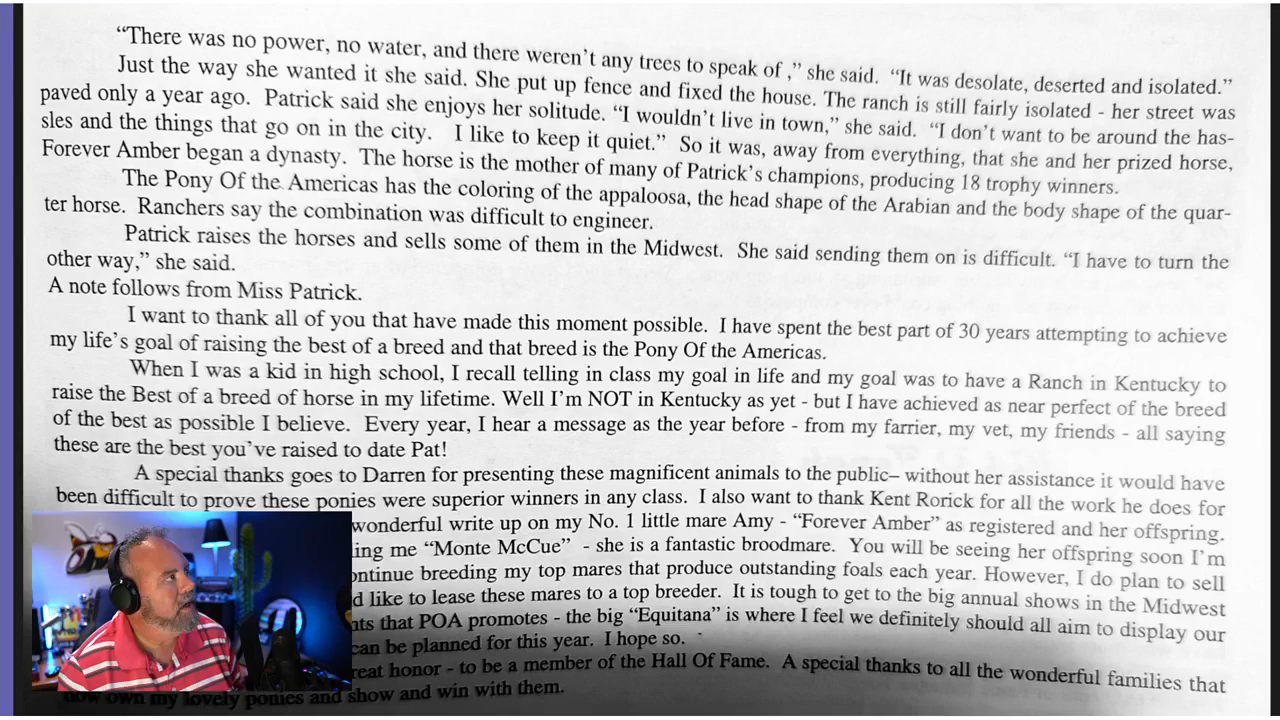 “There was no power, no water, and there weren’t any trees to speak of ,” she said. “It was desolate, deserted and isolated.”
Just the way she wanted it she said. She put up fence and fixed the house. The ranch is still fairly isolated - her street was
paved only a year ago. Patrick said she enjoys her solitude. “I wouldn’t live in town,” she said. “I don’t want to be around the has-
sles and the things that go on in the city. I like to keep it quiet.” So it was, away from everything, that she and her prized horse,
Forever Amber began a dynasty. The horse is the mother of many of Patrick’s champions, producing 18 trophy winners.
The Pony Of the Americas has the coloring of the appaloosa, the head shape of the Arabian and the body shape of the quar-
ter horse. Ranchers say the combination was difficult to engineer.
Patrick raises the horses and sells some of them in the Midwest. She said sending them on is difficult. “I have to turn the
other way,” she said.
A note follows from Miss Patrick.
I want to thank all of you that have made this moment possible. I have spent the best part of 30 years attempting to achieve
my life’s goal of raising the best of a breed and that breed is the Pony Of the Americas.
When I was a kid in high school, I recall telling in class my goal in life and my goal was to have a Ranch in Kentucky to
raise the Best of a breed of horse in my lifetime. Well I’m NOT in Kentucky as yet - but I have achieved as near perfect of the breed
of the best as possible I believe. Every year, I hear a message as the year before - from my farrier, my vet, my friends - all saying
these are the best you’ve raised to date Pat!
A special thanks goes to Darren for presenting these magnificent animals to the public– without her assistance it would have
been difficult to prove these ponies were superior winners in any class. I also want to thank Kent Rorick for all the work he does for
wonderful write up on my No. 1 little mare Amy - “Forever Amber” as registered and her offspring.
ing me “Monte McCue” - she is a fantastic broodmare. You will be seeing her offspring soon I’m
ontinue breeding my top mares that produce outstanding foals each year. However, I do plan to sell
d like to lease these mares to a top breeder. It is tough to get to the big annual shows in the Midwest
nts that POA promotes - the big “Equitana” is where I feel we definitely should all aim to display our
can be planned for this year. I hope so.
reat honor - to be a member of the Hall Of Fame. A special thanks to all the wonderful families that
now own my lovely ponies and show and win with them.